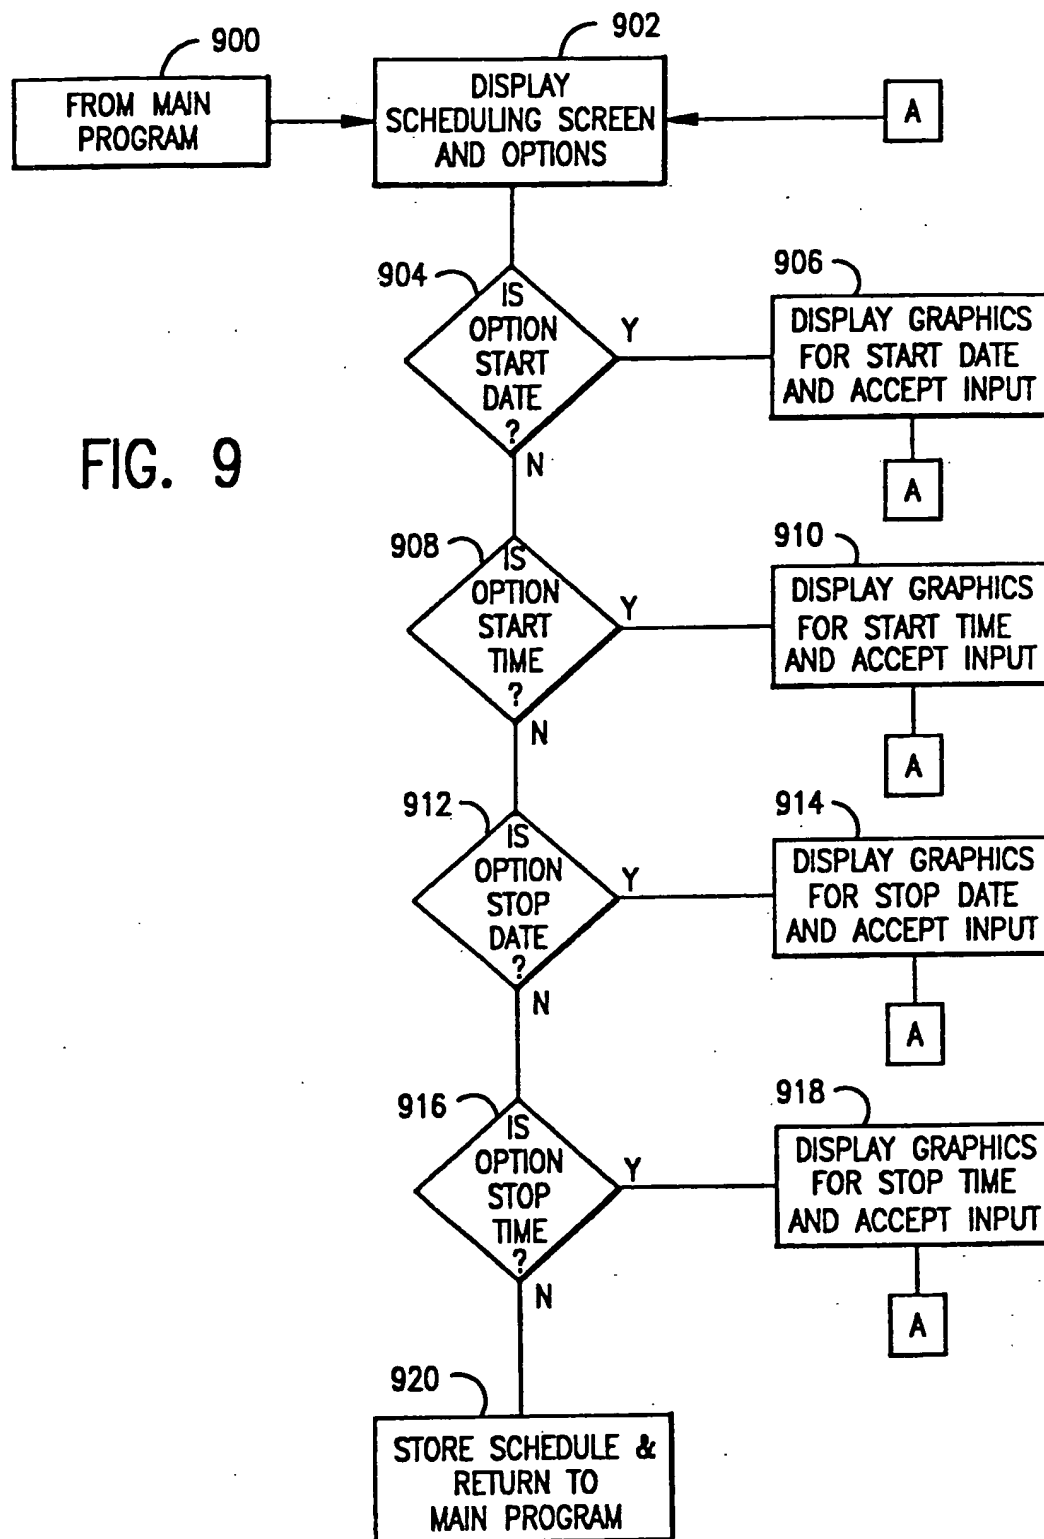 900
FROM MAIN
PROGRAM
902
DISPLAY
SCHEDULING SCREEN
AND OPTIONS
A
904
IS
OPTION
START
DATE
?
Y
N
906
DISPLAY GRAPHICS
FOR START DATE
AND ACCEPT INPUT
A
FIG. 9
908
IS
OPTION
START
TIME
?
Y
N
910
DISPLAY GRAPHICS
FOR START TIME
AND ACCEPT INPUT
A
912
IS
OPTION
STOP
DATE
?
Y
N
914
DISPLAY GRAPHICS
FOR STOP DATE
AND ACCEPT INPUT
A
916
IS
OPTION
STOP
TIME
?
Y
N
918
DISPLAY GRAPHICS
FOR STOP TIME
AND ACCEPT INPUT
A
920
STORE SCHEDULE &
RETURN TO
MAIN PROGRAM